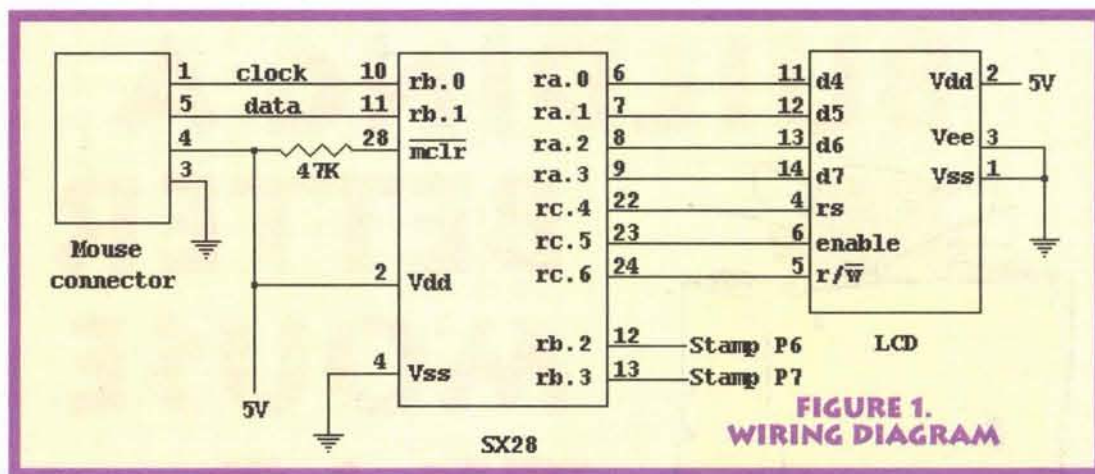 1 clock 10 rb.0
5 data 11 rb.1
4 28 mclr
47K
3
Mouse
connector
2 Vdd
4 Vss
5V
ra.0 6 11 d4
ra.1 7 12 d5
ra.2 8 13 d6
ra.3 9 14 d7
rc.4 22 4 rs
rc.5 23 6 enable
rc.6 24 5 r/w
rb.2 12 Stamp P6
rb.3 13 Stamp P7
SX28
Vdd 2 5V
Vee 3
Vss 1
LCD
FIGURE 1.
WIRING DIAGRAM